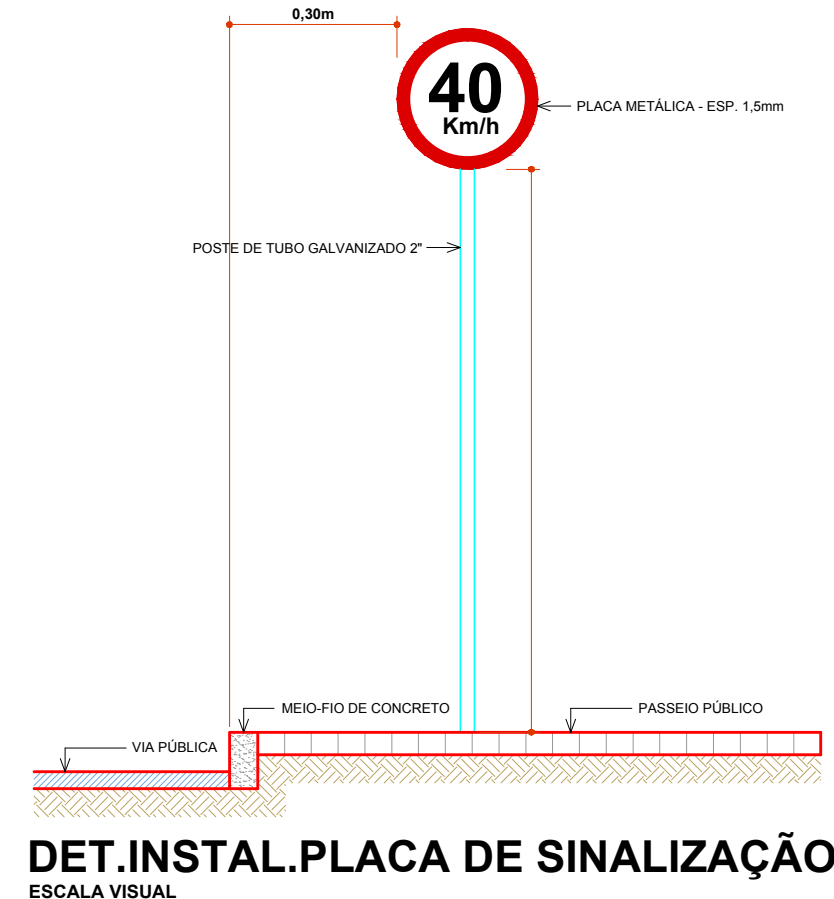 0,30m
40
Km/h
PLACA METÁLICA - ESP. 1,5mm
POSTE DE TUBO GALVANIZADO 2"
MEIO-FIO DE CONCRETO
PASSEIO PÚBLICO
VIA PÚBLICA
DET.INSTAL.PLACA DE SINALIZAÇÃO
ESCALA VISUAL